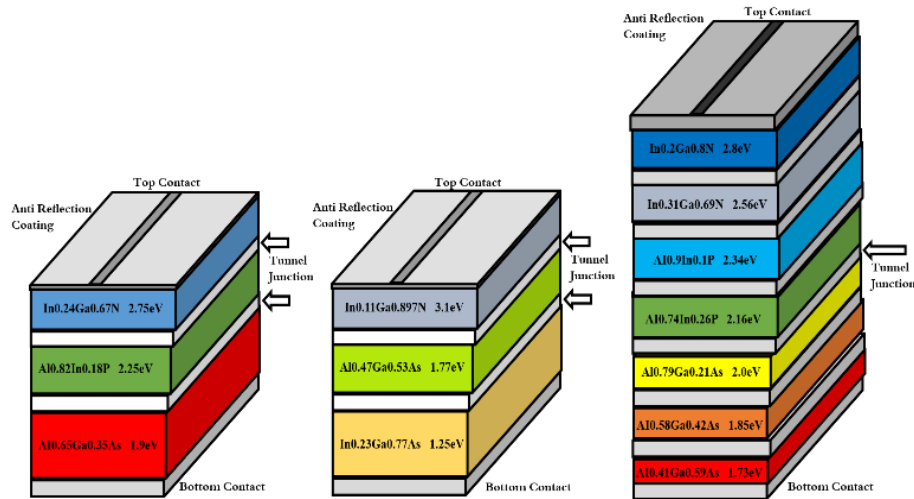 Top Contact
Anti Reflection
Coating
In0.24Ga0.67N 2.75eV
Al0.82In0.18P 2.25eV
Al0.65Ga0.35As 1.9eV
Tunnel
Junction
Bottom Contact
Top Contact
Anti Reflection
Coating
In0.11Ga0.897N 3.1eV
Al0.47Ga0.53As 1.77eV
In0.23Ga0.77As 1.25eV
Tunnel
Junction
Bottom Contact
Top Contact
Anti Reflection
Coating
In0.2Ga0.8N 2.8eV
In0.31Ga0.69N 2.56eV
Al0.9In0.1P 2.34eV
Al0.74In0.26P 2.16eV
Al0.79Ga0.21As 2.0eV
Al0.58Ga0.42As 1.85eV
Al0.41Ga0.59As 1.73eV
Tunnel
Junction
Bottom Contact